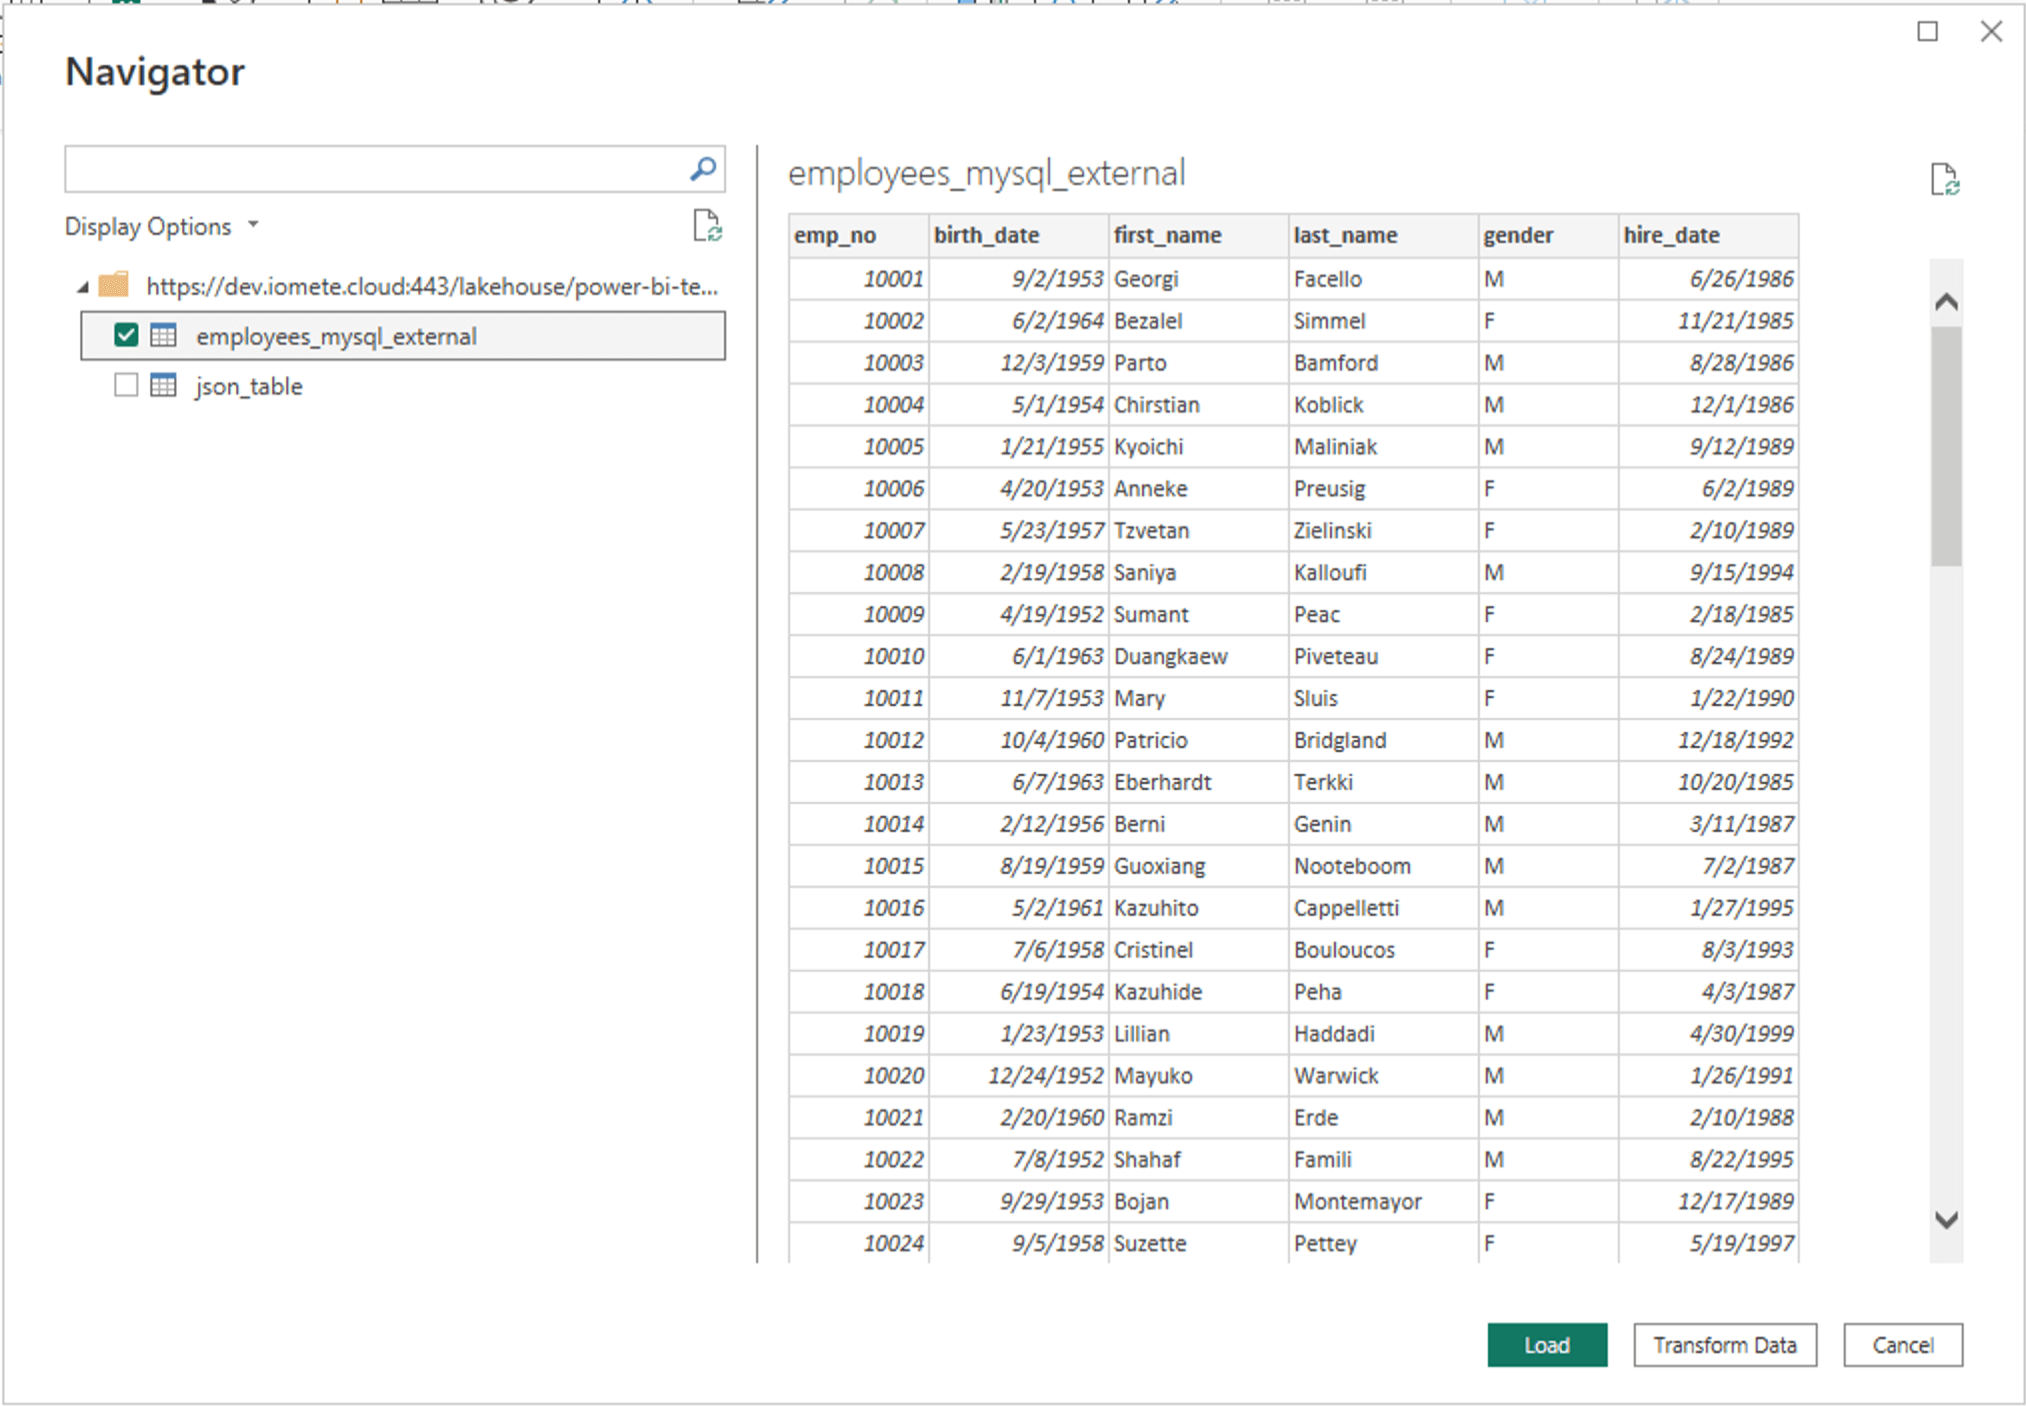 Navigator
Display Options
https://dev.iomete.cloud:443/lakehouse/power-bi-te...
employees_mysql_external
json_table
employees_mysql_external
emp_no birth_date first_name last_name gender hire_date
10001 9/2/1953 Georgi Facello M 6/26/1986
10002 6/2/1964 Bezalel Simmel F 11/21/1985
10003 12/3/1959 Parto Bamford M 8/28/1986
10004 5/1/1954 Chirstian Koblick M 12/1/1986
10005 1/21/1955 Kyoichi Maliniak M 9/12/1989
10006 4/20/1953 Anneke Preusig F 6/2/1989
10007 5/23/1957 Tzvetan Zielinski F 2/10/1989
10008 2/19/1958 Saniya Kalloufi M 9/15/1994
10009 4/19/1952 Sumant Peac F 2/18/1985
10010 6/1/1963 Duangkaew Piveteau F 8/24/1989
10011 11/7/1953 Mary Sluis F 1/22/1990
10012 10/4/1960 Patricio Bridgland M 12/18/1992
10013 6/7/1963 Eberhardt Terkki M 10/20/1985
10014 2/12/1956 Berni Genin M 3/11/1987
10015 8/19/1959 Guoxiang Nooteboom M 7/2/1987
10016 5/2/1961 Kazuhito Cappelletti M 1/27/1995
10017 7/6/1958 Cristinel Bouloucos F 8/3/1993
10018 6/19/1954 Kazuhide Peha F 4/3/1987
10019 1/23/1953 Lillian Haddadi M 4/30/1999
10020 12/24/1952 Mayuko Warwick M 1/26/1991
10021 2/20/1960 Ramzi Erde M 2/10/1988
10022 7/8/1952 Shahaf Famili M 8/22/1995
10023 9/29/1953 Bojan Montemayor F 12/17/1989
10024 9/5/1958 Suzette Pettey F 5/19/1997
Load Transform Data Cancel